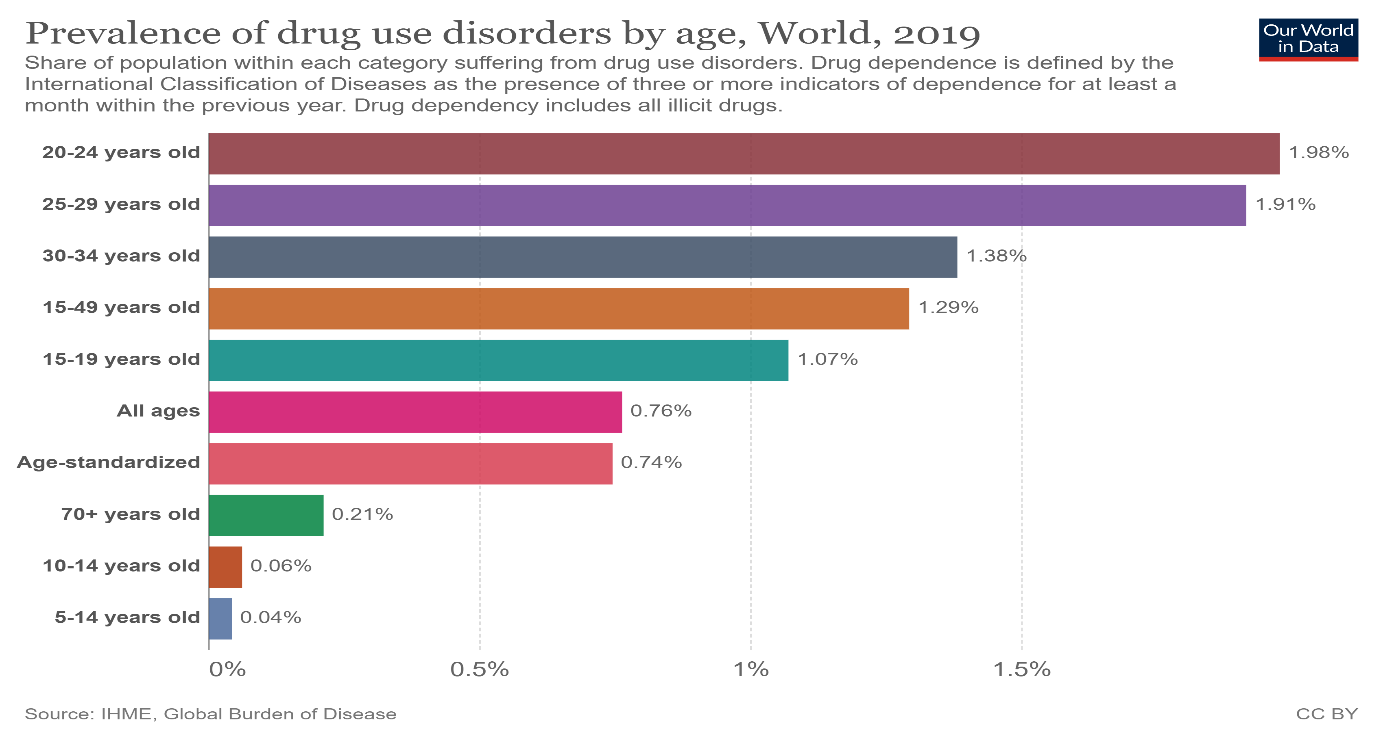 Prevalence of drug use disorders by age, World, 2019
Our World
in Data
Share of population within each category suffering from drug use disorders. Drug dependence is defined by the
International Classification of Diseases as the presence of three or more indicators of dependence for at least a
month within the previous year. Drug dependency includes all illicit drugs.
20-24 years old 1.98%
25-29 years old 1.91%
30-34 years old 1.38%
15-49 years old 1.29%
15-19 years old 1.07%
All ages 0.76%
Age-standardized 0.74%
70+ years old 0.21%
10-14 years old 0.06%
5-14 years old 0.04%
0% 0.5% 1% 1.5%
Source: IHME, Global Burden of Disease CC BY